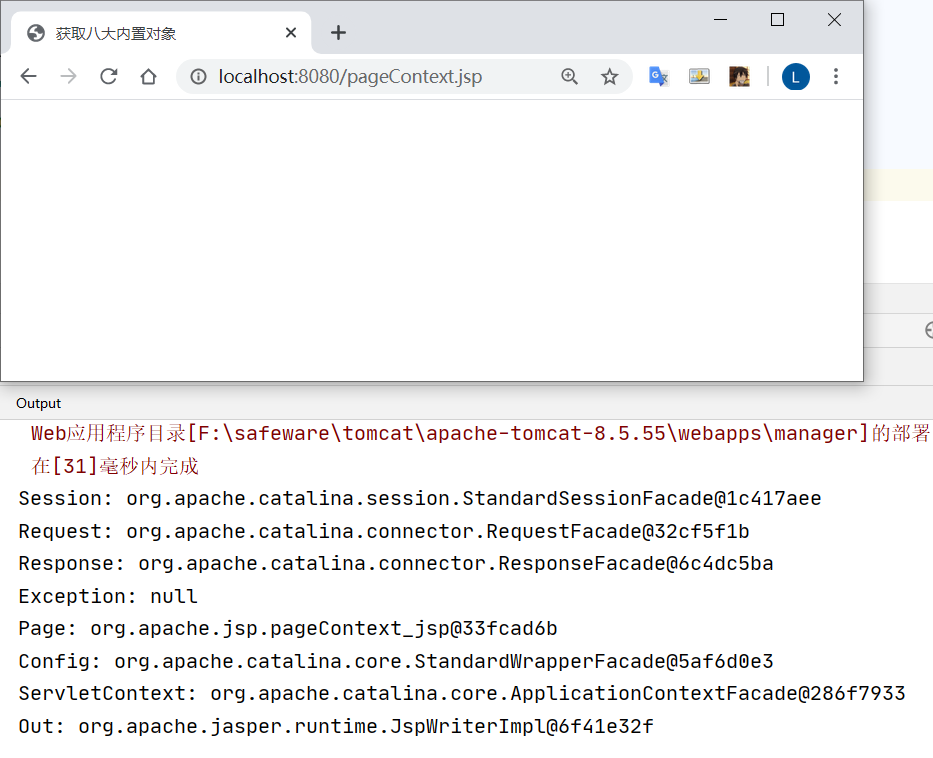 获取八大内置对象
localhost:8080/pageContext.jsp
L
Output
Web应用程序目录[F:\safeware\tomcat\apache-tomcat-8.5.55\webapps\manager]的部署
在[31]毫秒内完成
Session: org.apache.catalina.session.StandardSessionFacade@1c417aee
Request: org.apache.catalina.connector.RequestFacade@32cf5f1b
Response: org.apache.catalina.connector.ResponseFacade@6c4dc5ba
Exception: null
Page: org.apache.jsp.pageContext_jsp@33fcad6b
Config: org.apache.catalina.core.StandardWrapperFacade@5af6d0e3
ServletContext: org.apache.catalina.core.ApplicationContextFacade@286f7933
Out: org.apache.jasper.runtime.JspWriterImpl@6f41e32f